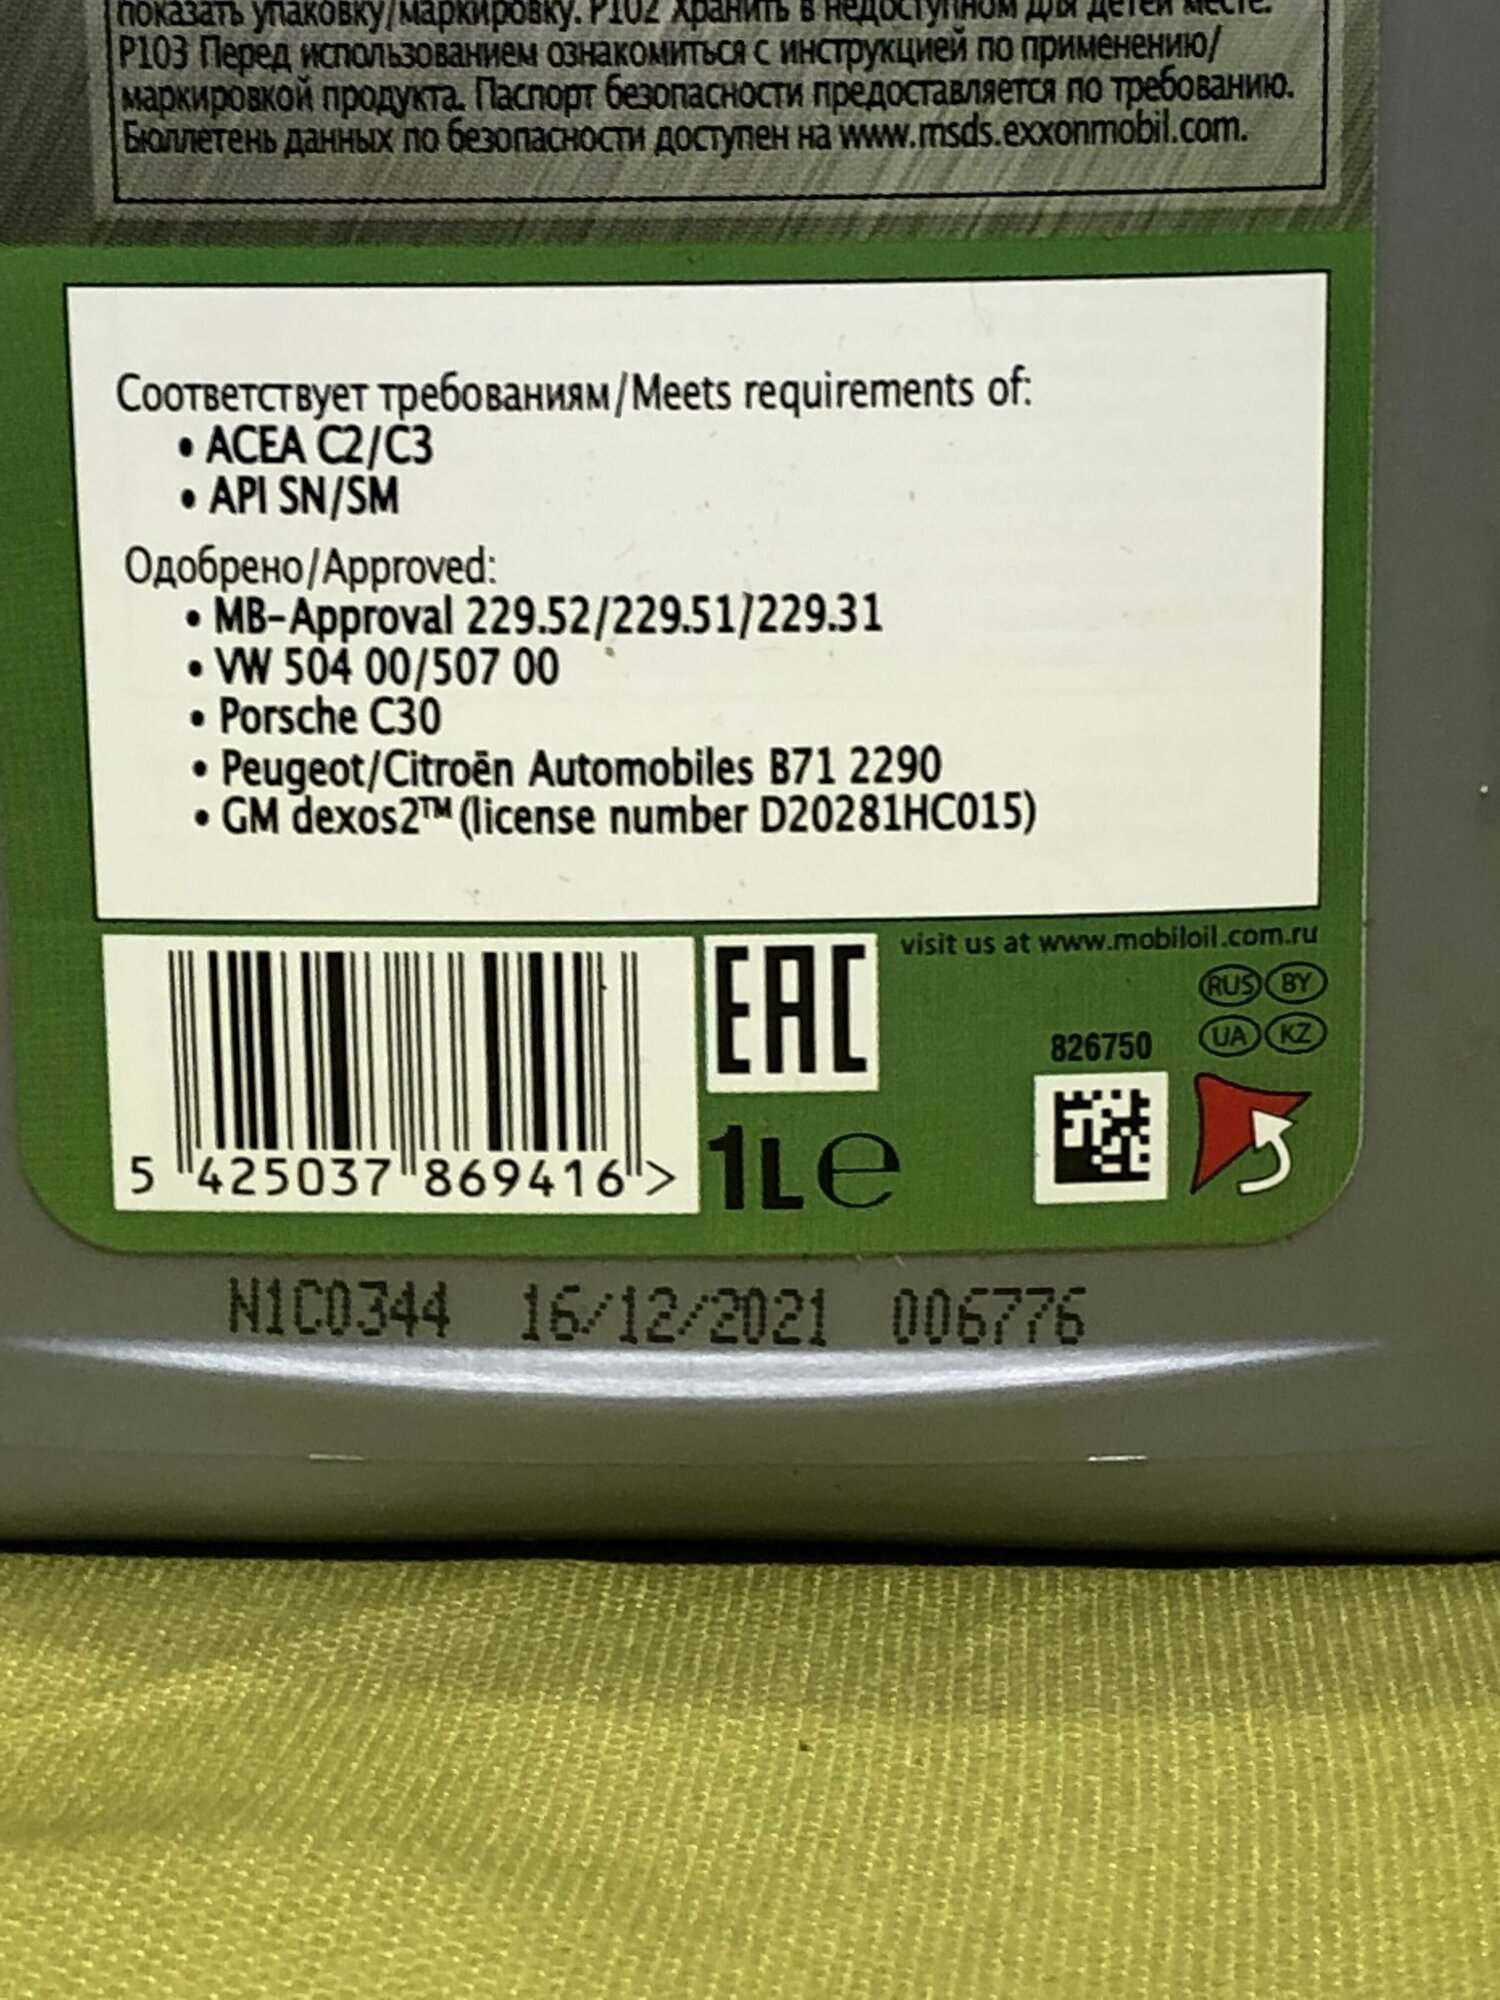 показать упаковку/маркировку. P102 Хранить в недоступном для детей месте.
P103 Перед использованием ознакомиться с инструкцией по применению/
маркировкой продукта. Паспорт безопасности предоставляется по требованию.
Бюллетень данных по безопасности доступен на www.msds.exxonmobil.com.
Соответствует требованиям/Meets requirements of:
• ACEA C2/C3
• API SN/SM
Одобрено/Approved:
• MB-Approval 229.52/229.51/229.31
• VW 504 00/507 00
• Porsche C30
• Peugeot/Citroën Automobiles B71 2290
• GM dexos2™ (license number D20281HC015)
visit us at www.mobiloil.com.ru
EAC
RUS BY
UA KZ
826750
5 425037 869416 >
1L ℮
N1C0344 16/12/2021 006776